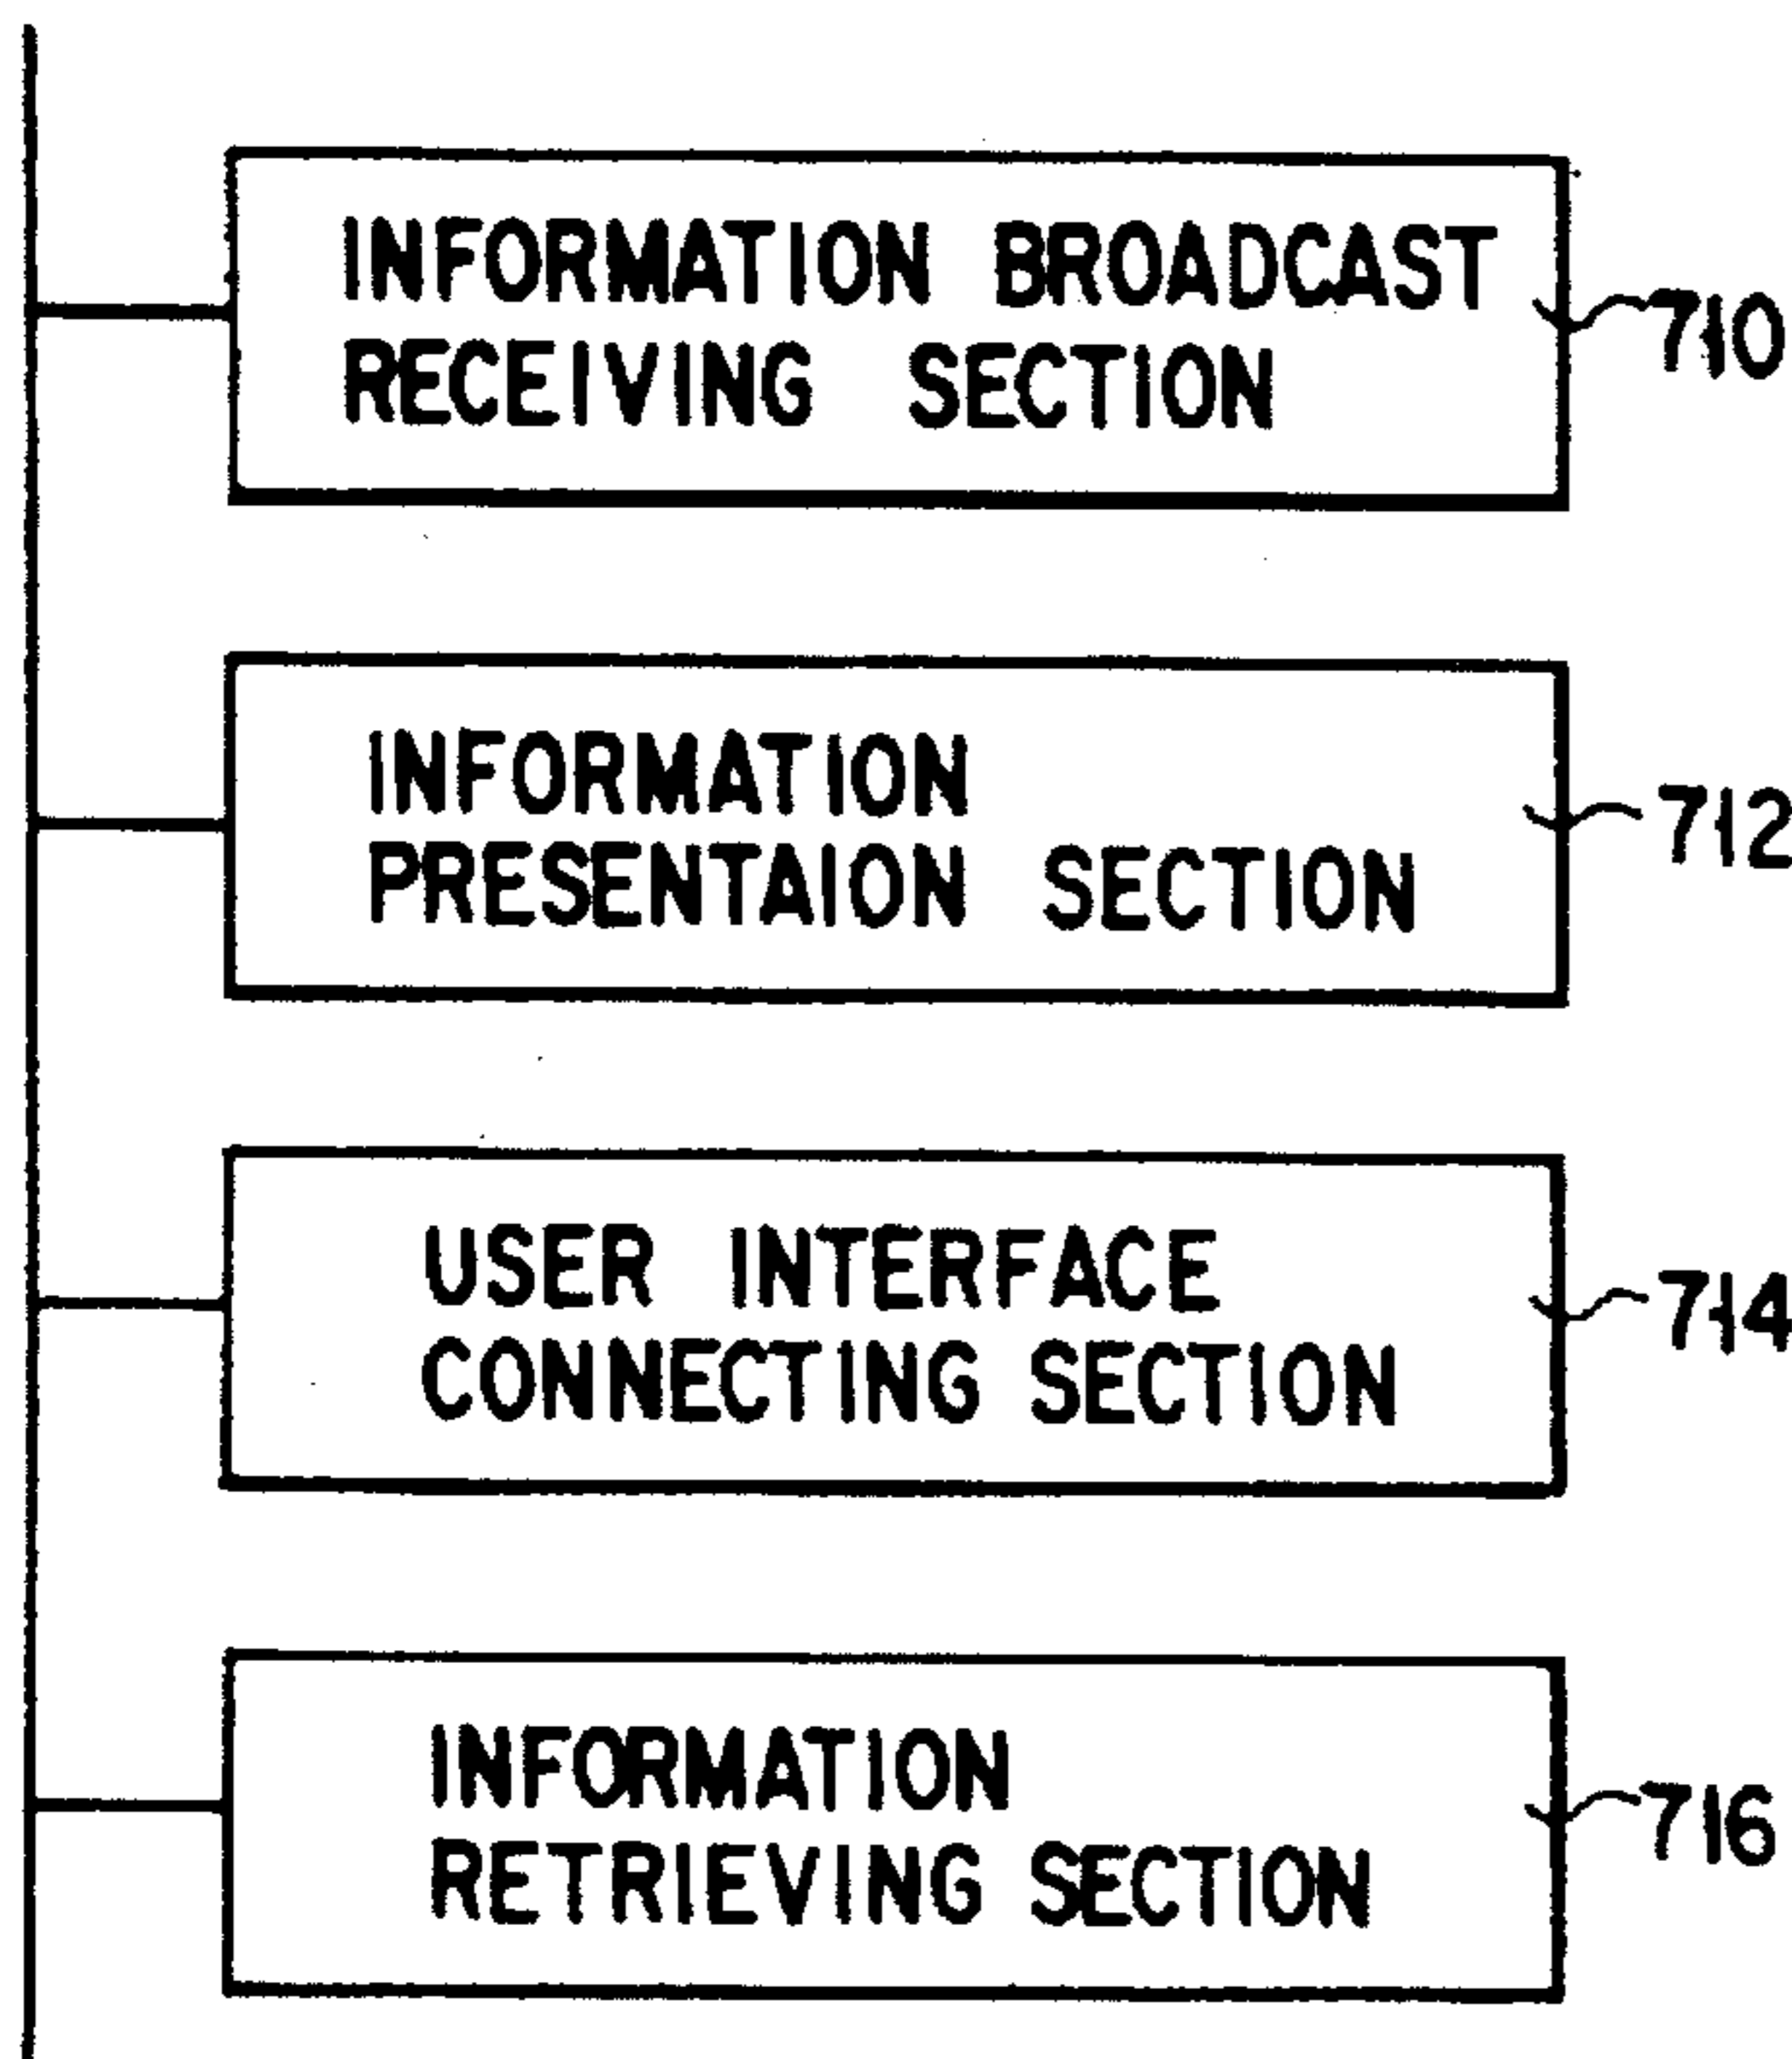 INFORMATION BROADCAST
RECEIVING SECTION
710
INFORMATION
PRESENTAION SECTION
712
USER INTERFACE
CONNECTING SECTION
714
INFORMATION
RETRIEVING SECTION
716